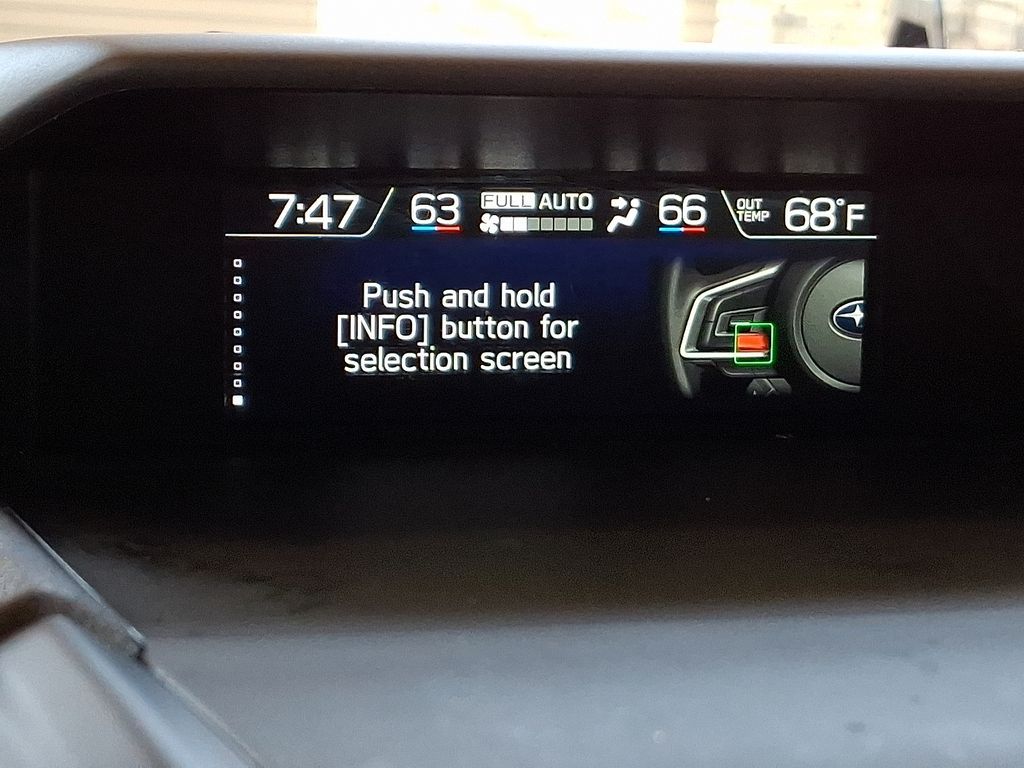 7:47 63 FULL AUTO 66 OUT TEMP 68°F
Push and hold
[INFO] button for
selection screen